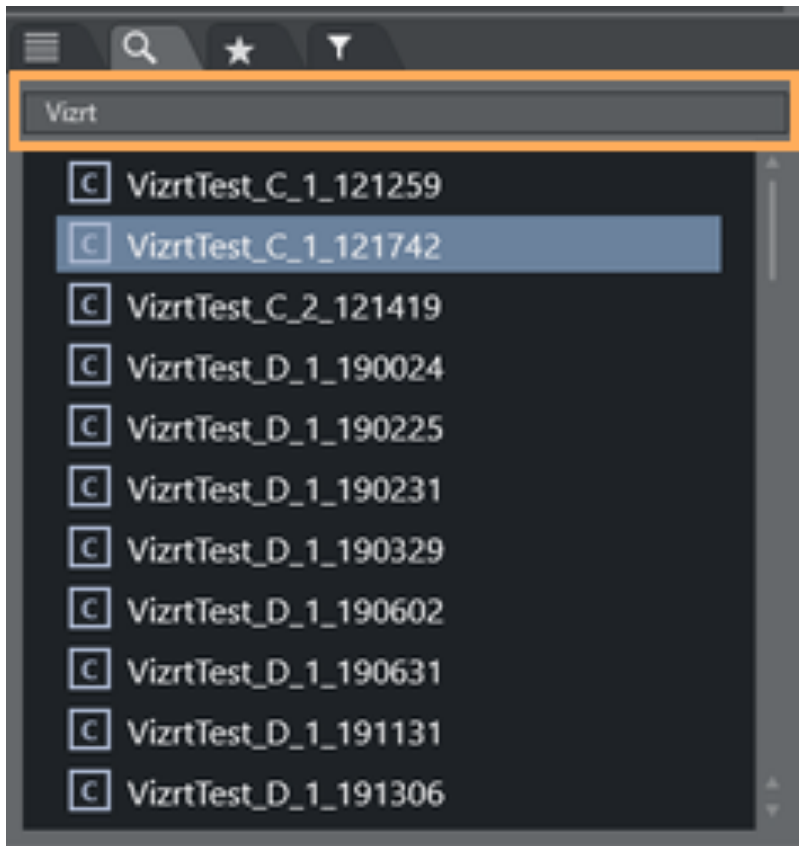 Vizrt
C VizrtTest_C_1_121259
C VizrtTest_C_1_121742
C VizrtTest_C_2_121419
C VizrtTest_D_1_190024
C VizrtTest_D_1_190225
C VizrtTest_D_1_190231
C VizrtTest_D_1_190329
C VizrtTest_D_1_190602
C VizrtTest_D_1_190631
C VizrtTest_D_1_191131
C VizrtTest_D_1_191306